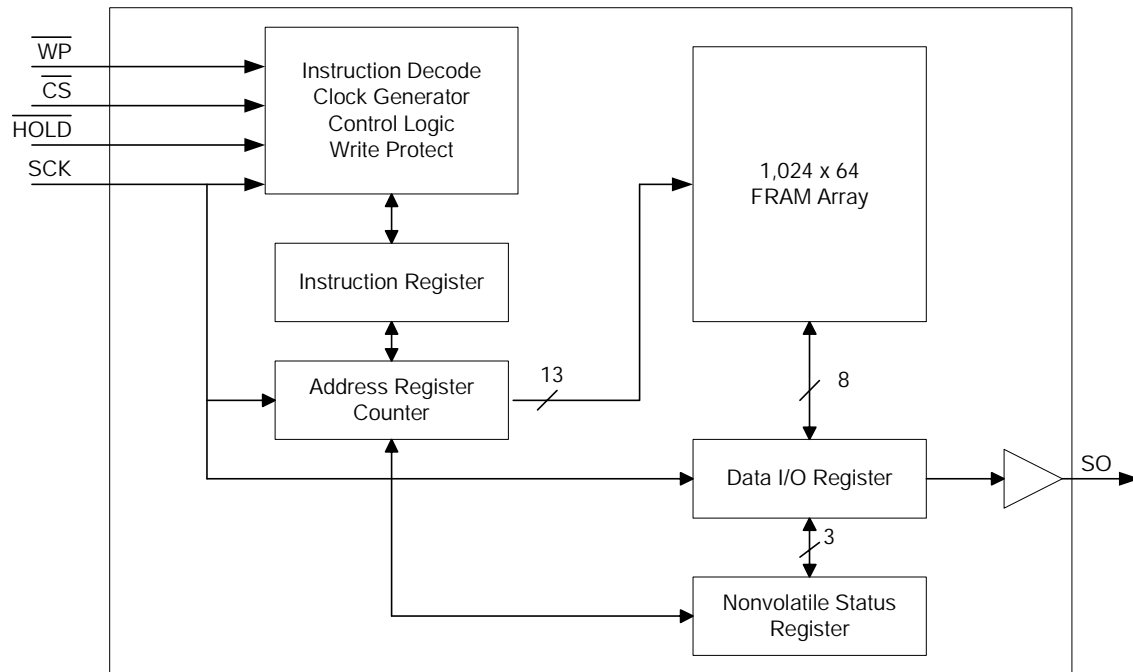 WP
CS
HOLD
SCK
Instruction Decode
Clock Generator
Control Logic
Write Protect
1,024 x 64
FRAM Array
Instruction Register
Address Register
Counter
13
8
Data I/O Register
SO
3
Nonvolatile Status
Register